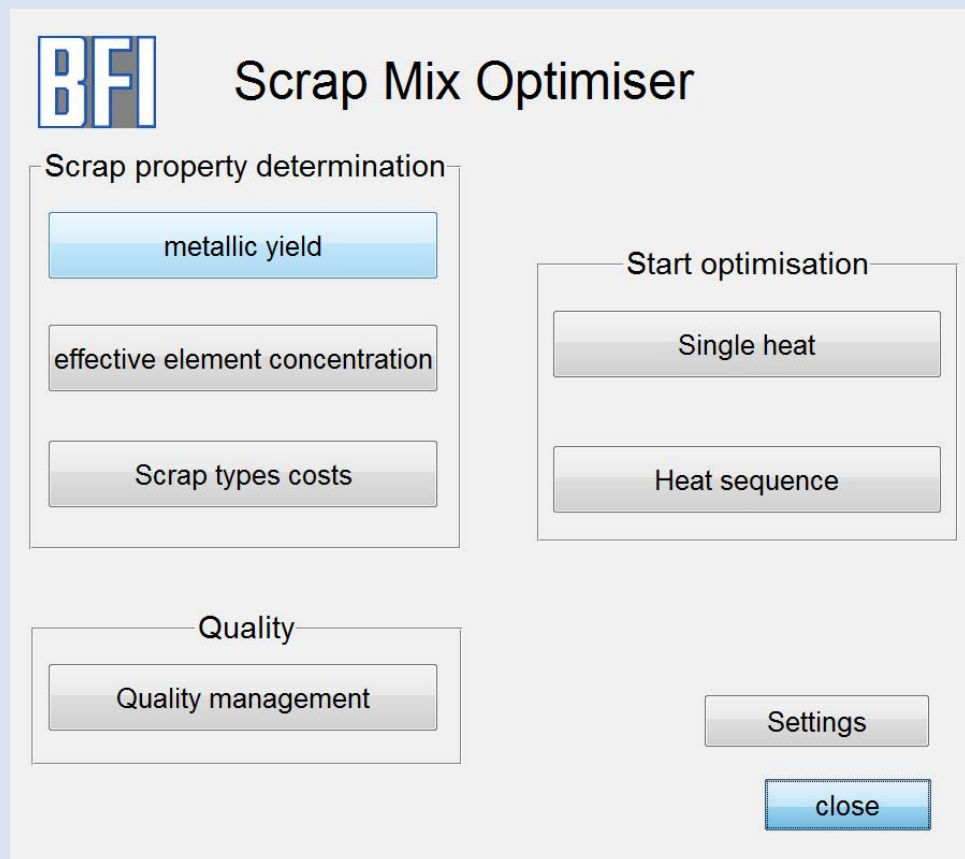 BFI
Scrap Mix Optimiser
Scrap property determination
metallic yield
effective element concentration
Scrap types costs
Start optimisation
Single heat
Heat sequence
Quality
Quality management
Settings
close